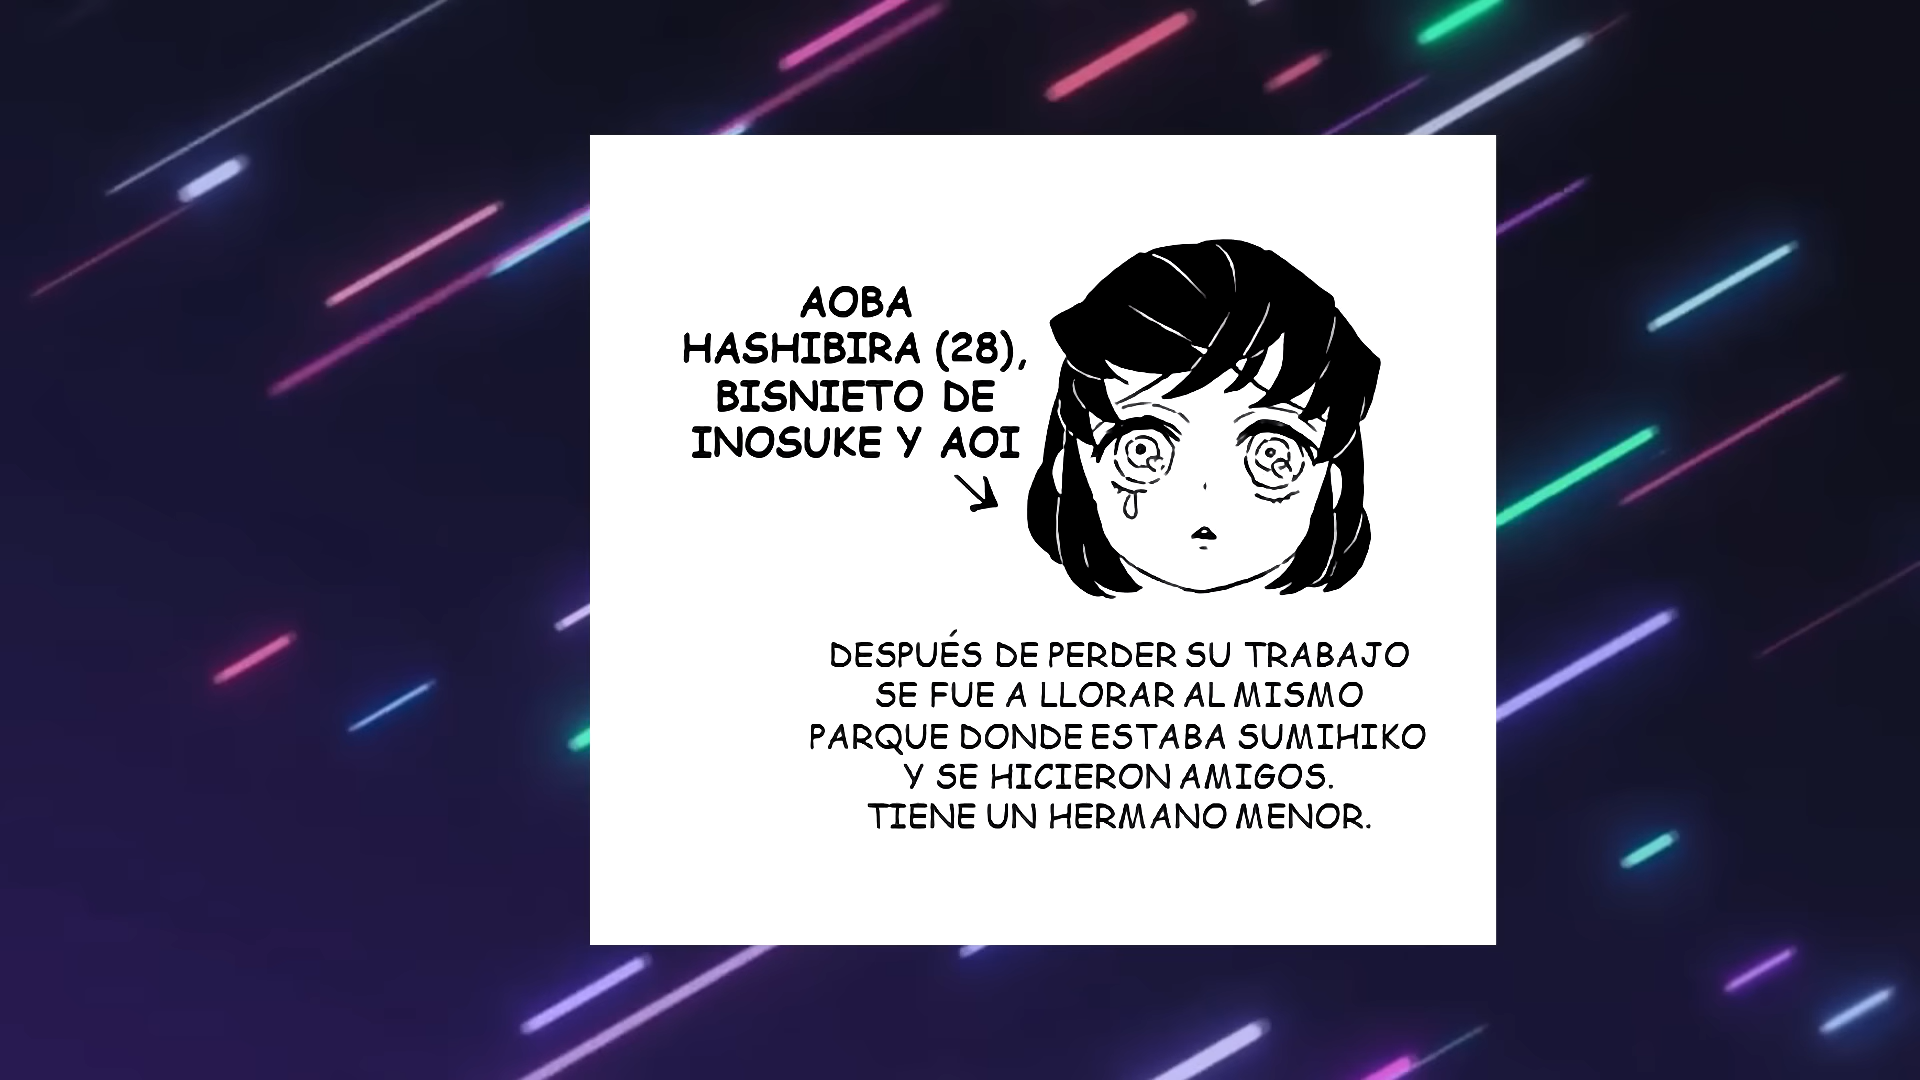 AOBA
HASHIBIRA (28),
BISNIETO DE
INOSUKE Y AOI
DESPUÉS DE PERDER SU TRABAJO
SE FUE A LLORAR AL MISMO
PARQUE DONDE ESTABA SUMIHIKO
Y SE HICIERON AMIGOS.
TIENE UN HERMANO MENOR.